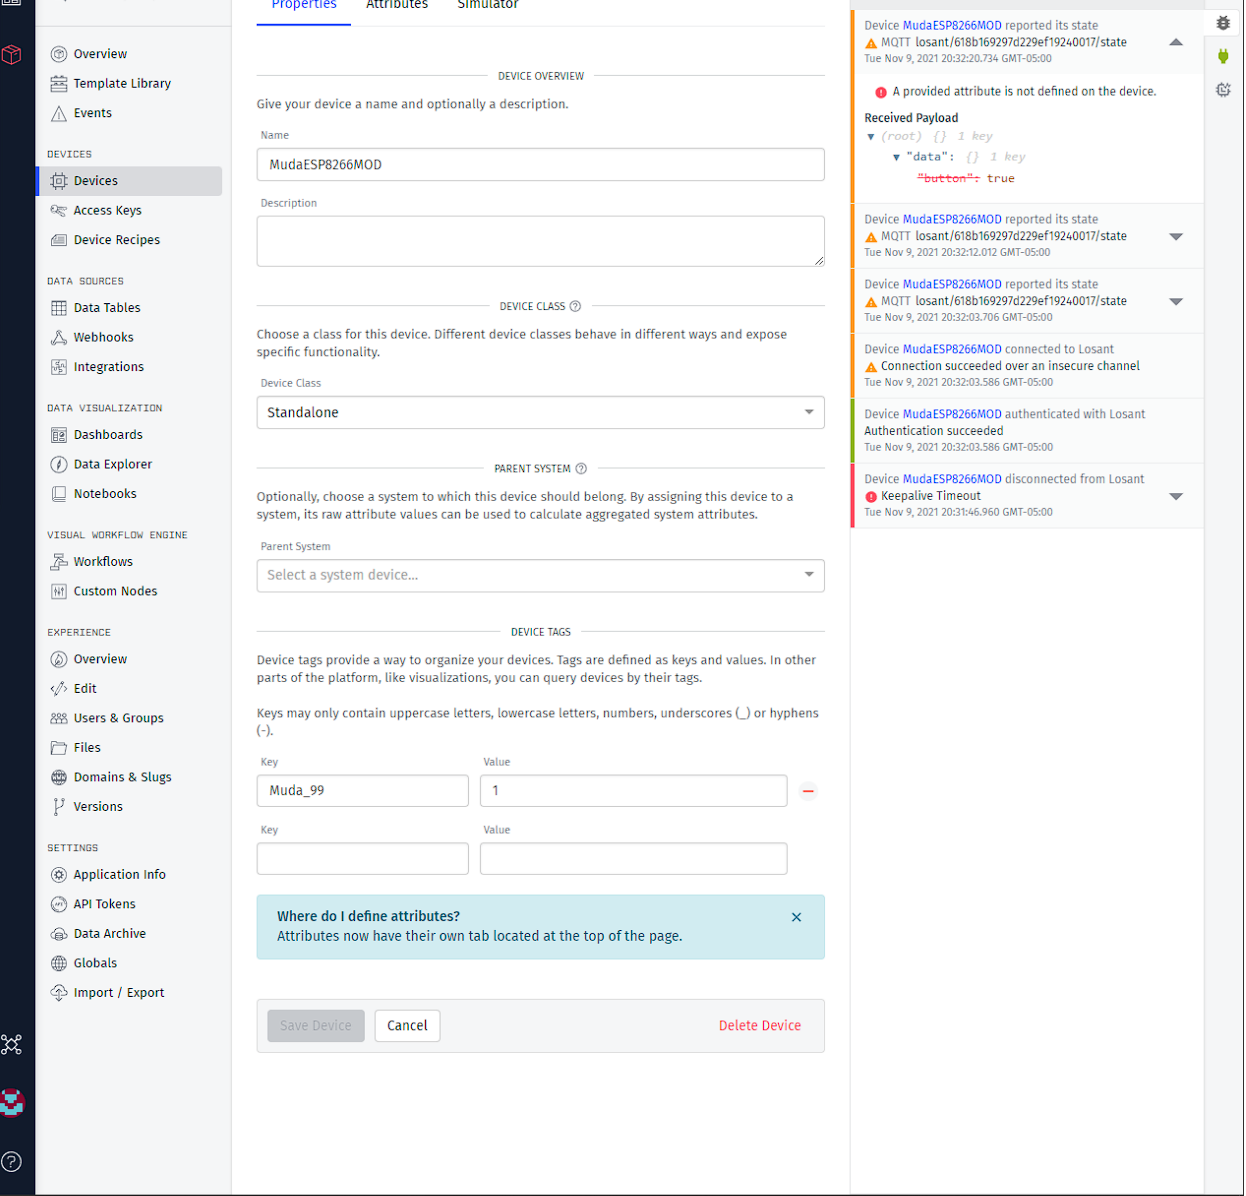 Properties
Attributes
Simulator
Overview
Template Library
Events
DEVICES
Devices
Access Keys
Device Recipes
DATA SOURCES
Data Tables
Webhooks
Integrations
DATA VISUALIZATION
Dashboards
Data Explorer
Notebooks
VISUAL WORKFLOW ENGINE
Workflows
Custom Nodes
EXPERIENCE
Overview
Edit
Users & Groups
Files
Domains & Slugs
Versions
SETTINGS
Application Info
API Tokens
Data Archive
Globals
Import / Export
DEVICE OVERVIEW
Give your device a name and optionally a description.
Name
MudaESP8266MOD
Description
DEVICE CLASS ?
Choose a class for this device. Different device classes behave in different ways and expose
specific functionality.
Device Class
Standalone
PARENT SYSTEM ?
Optionally, choose a system to which this device should belong. By assigning this device to a
system, its raw attribute values can be used to calculate aggregated system attributes.
Parent System
Select a system device...
DEVICE TAGS
Device tags provide a way to organize your devices. Tags are defined as keys and values. In other
parts of the platform, like visualizations, you can query devices by their tags.
Keys may only contain uppercase letters, lowercase letters, numbers, underscores (_) or hyphens
(-).
Key Value
Muda_99 1
Key Value
Where do I define attributes?
Attributes now have their own tab located at the top of the page.
Save Device Cancel Delete Device
Device MudaESP8266MOD reported its state
MQTT losant/618b169297d229ef19240017/state
Tue Nov 9, 2021 20:32:20.734 GMT-05:00
A provided attribute is not defined on the device.
Received Payload
(root) {} 1 key
"data": {} 1 key
"button": true
Device MudaESP8266MOD reported its state
MQTT losant/618b169297d229ef19240017/state
Tue Nov 9, 2021 20:32:12.012 GMT-05:00
Device MudaESP8266MOD reported its state
MQTT losant/618b169297d229ef19240017/state
Tue Nov 9, 2021 20:32:03.706 GMT-05:00
Device MudaESP8266MOD connected to Losant
Connection succeeded over an insecure channel
Tue Nov 9, 2021 20:32:03.586 GMT-05:00
Device MudaESP8266MOD authenticated with Losant
Authentication succeeded
Tue Nov 9, 2021 20:32:03.586 GMT-05:00
Device MudaESP8266MOD disconnected from Losant
Keepalive Timeout
Tue Nov 9, 2021 20:31:46.960 GMT-05:00